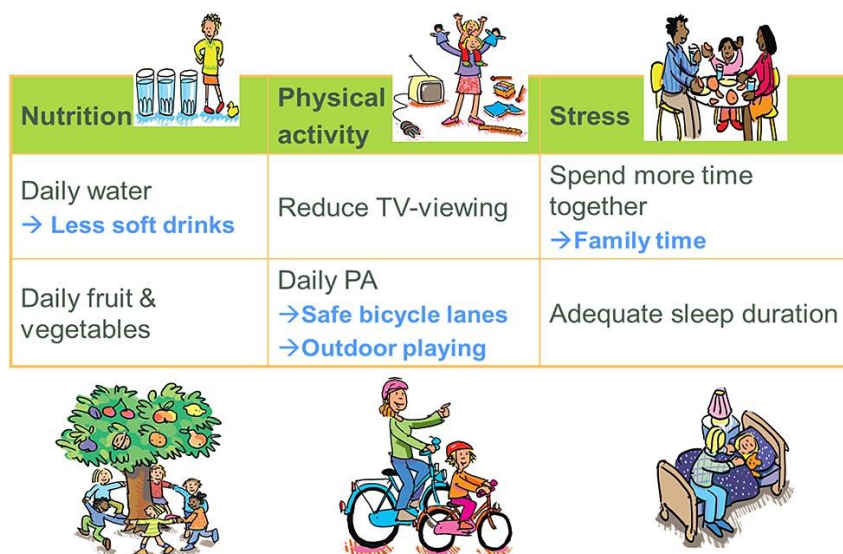 Nutrition
Physical
activity
Stress
Daily water
→ Less soft drinks
Reduce TV-viewing
Spend more time
together
→Family time
Daily fruit &
vegetables
Daily PA
→Safe bicycle lanes
→Outdoor playing
Adequate sleep duration